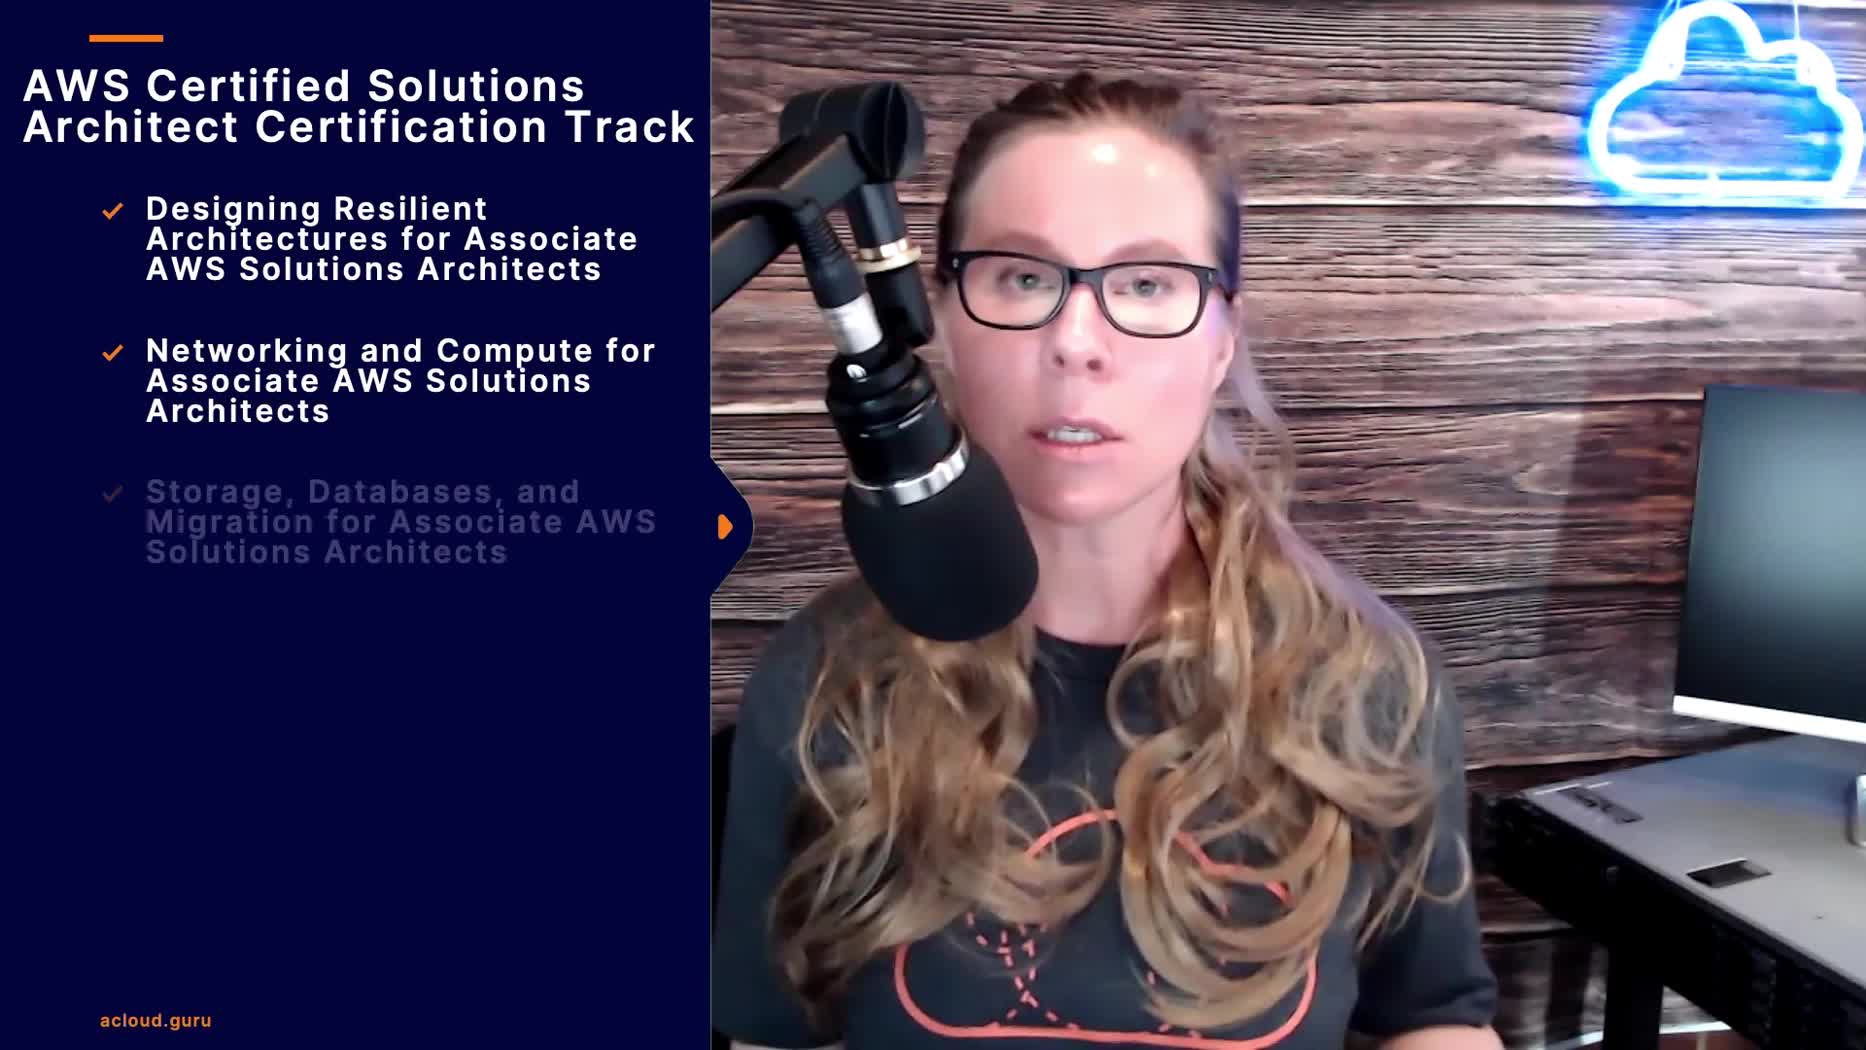 AWS Certified Solutions
Architect Certification Track
Designing Resilient
Architectures for Associate
AWS Solutions Architects
Networking and Compute for
Associate AWS Solutions
Architects
Storage, Databases, and
Migration for Associate AWS
Solutions Architects
acloud.guru